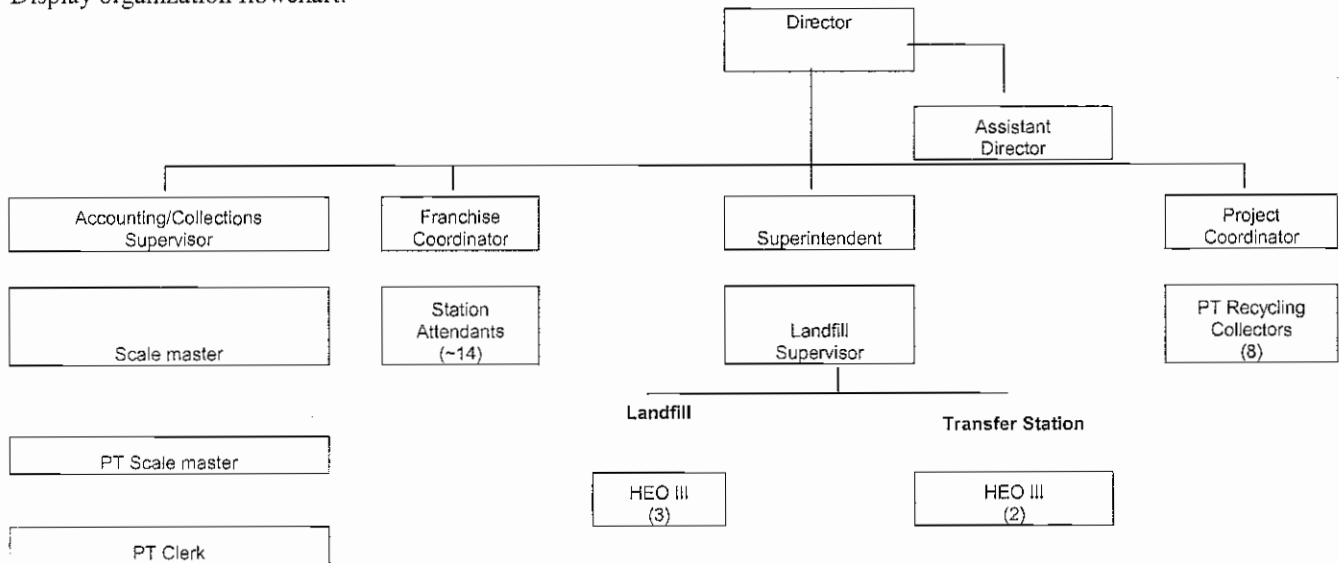 Display organization flowchart.
Director
Assistant
Director
Accounting/Collections
Supervisor
Franchise
Coordinator
Superintendent
Project
Coordinator
Scale master
Station
Attendants
(~14)
Landfill
Supervisor
PT Recycling
Collectors
(8)
Landfill
Transfer Station
PT Scale master
HEO III
(3)
HEO III
(2)
PT Clerk